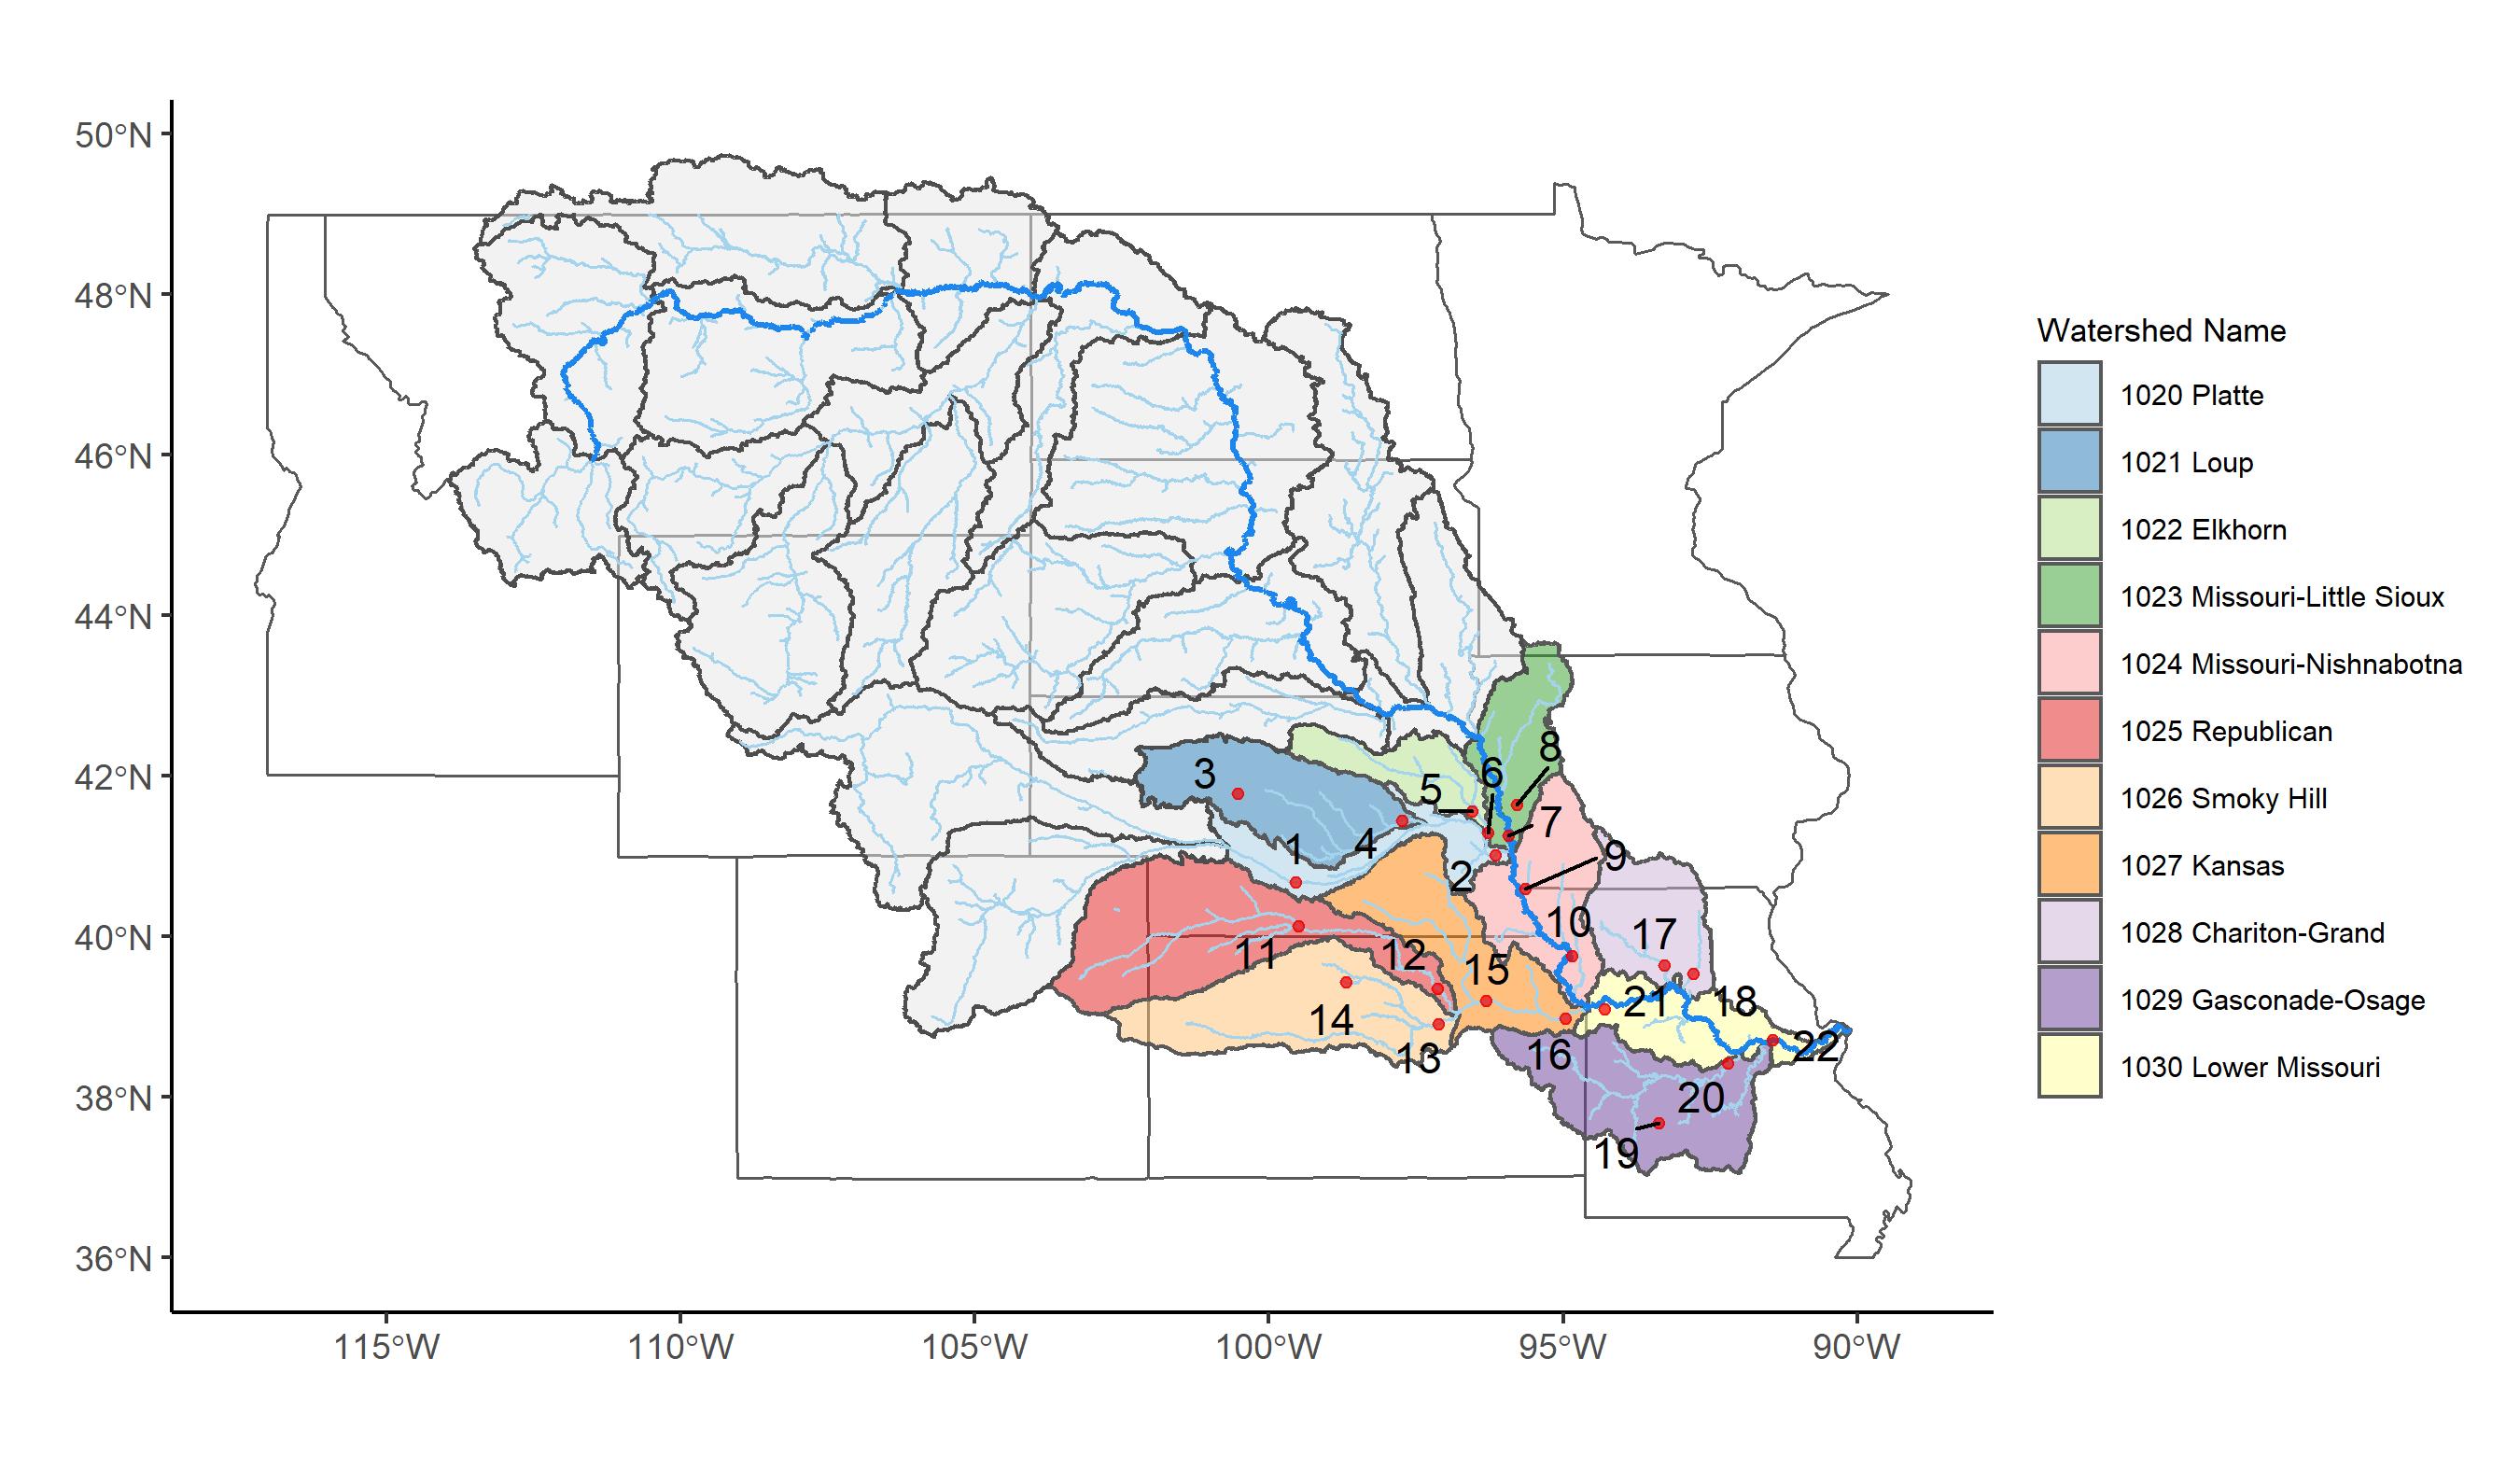 50°N
48°N
46°N
44°N
42°N
40°N
38°N
36°N
115°W
110°W
105°W
100°W
95°W
90°W
3
5
6
8
7
1
4
2
9
10
17
11
12
15
14
13
16
21
18
22
20
19
Watershed Name
1020 Platte
1021 Loup
1022 Elkhorn
1023 Missouri-Little Sioux
1024 Missouri-Nishnabotna
1025 Republican
1026 Smoky Hill
1027 Kansas
1028 Chariton-Grand
1029 Gasconade-Osage
1030 Lower Missouri